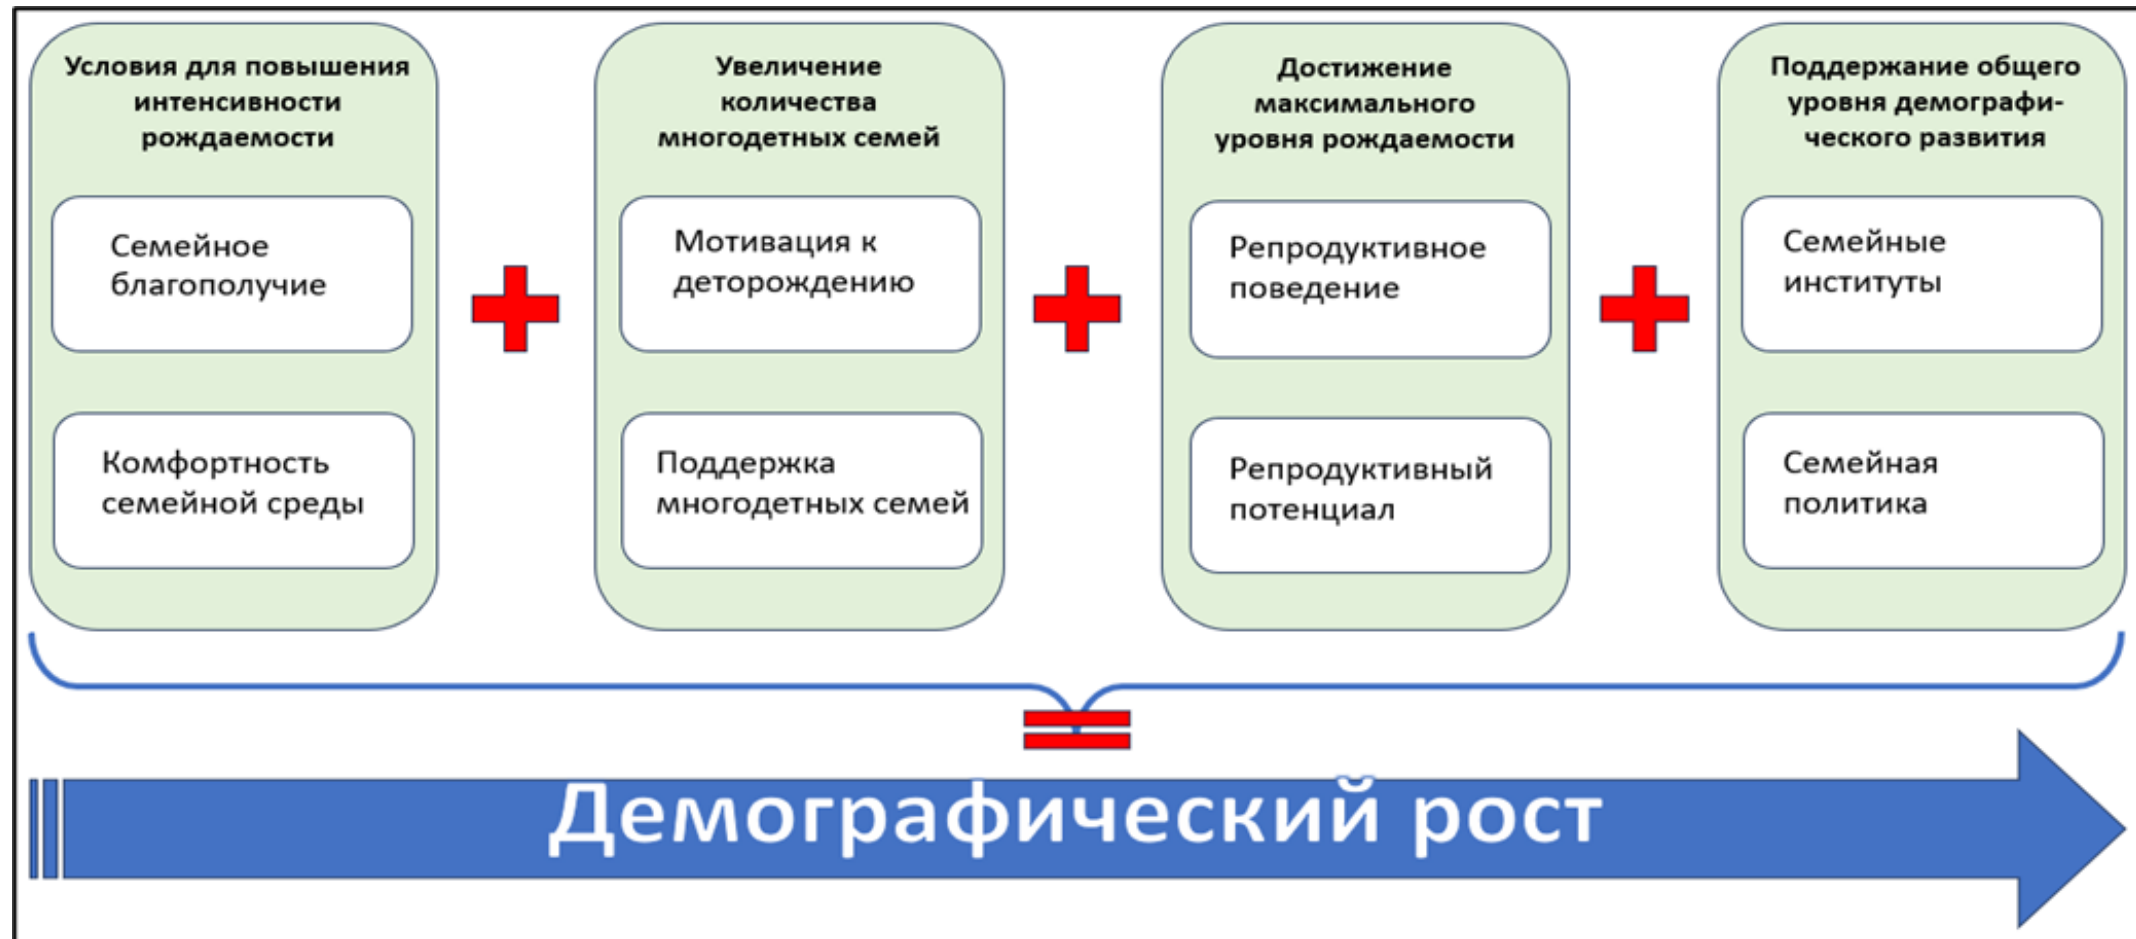 Условия для повышения
интенсивности
рождаемости
Семейное
благополучие
Комфортность
семейной среды
Увеличение
количества
многодетных семей
Мотивация к
деторождению
Поддержка
многодетных семей
Достижение
максимального
уровня рождаемости
Репродуктивное
поведение
Репродуктивный
потенциал
Поддержание общего
уровня демографи-
ческого развития
Семейные
институты
Семейная
политика
Демографический рост